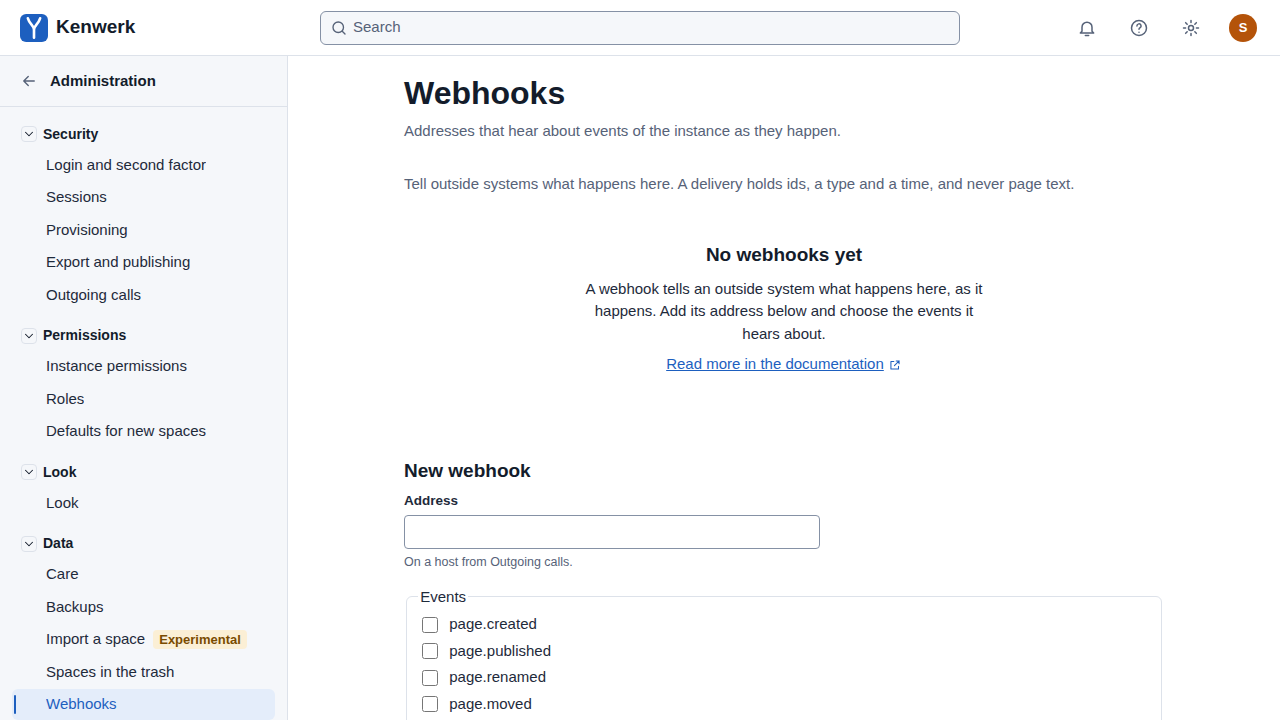 Kenwerk
Search
S
Administration
Security
Login and second factor
Sessions
Provisioning
Export and publishing
Outgoing calls
Permissions
Instance permissions
Roles
Defaults for new spaces
Look
Look
Data
Care
Backups
Import a space Experimental
Spaces in the trash
Webhooks
Webhooks
Addresses that hear about events of the instance as they happen.
Tell outside systems what happens here. A delivery holds ids, a type and a time, and never page text.
No webhooks yet
A webhook tells an outside system what happens here, as it
happens. Add its address below and choose the events it
hears about.
Read more in the documentation
New webhook
Address
On a host from Outgoing calls.
Events
page.created
page.published
page.renamed
page.moved